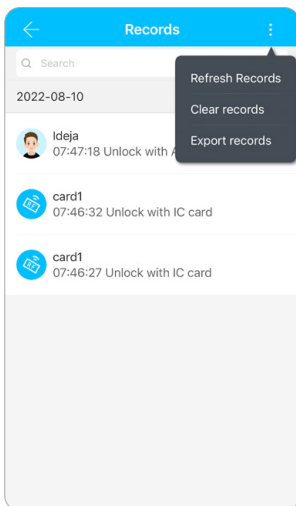 Records
Search
Refresh Records
Clear records
Export records
2022-08-10
ldeja
07:47:18 Unlock with
card1
07:46:32 Unlock with IC card
card1
07:46:27 Unlock with IC card